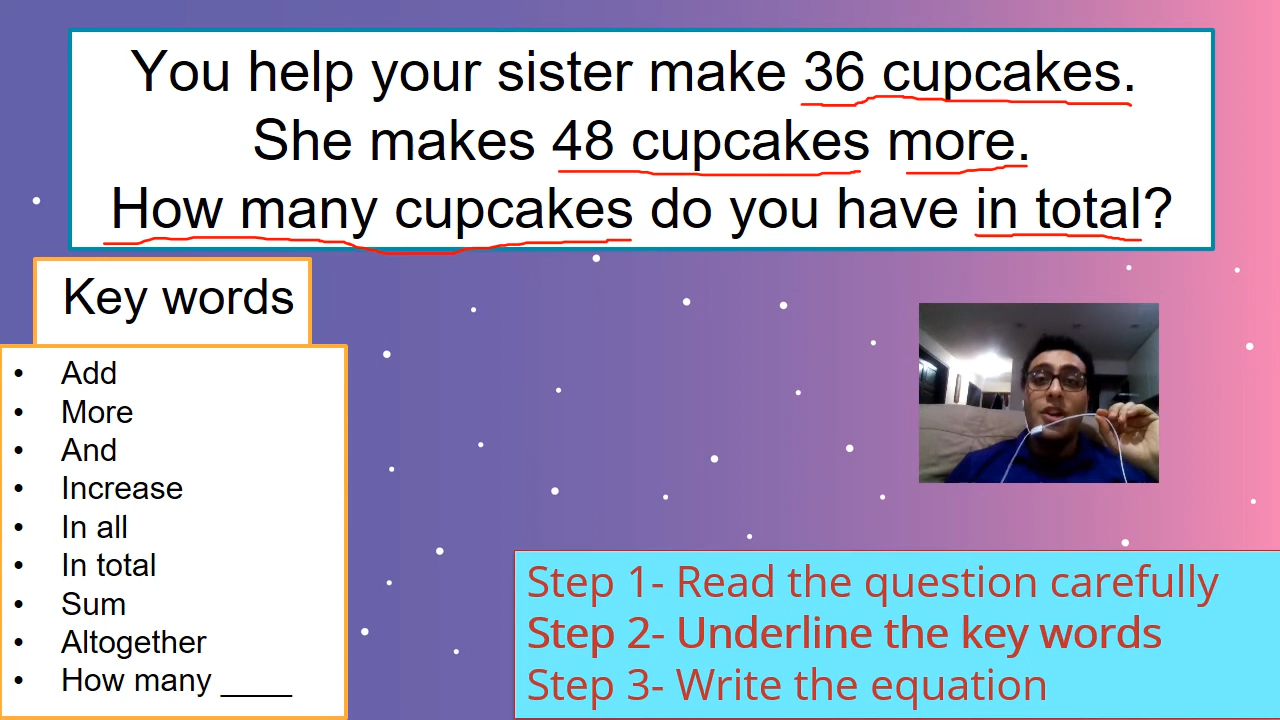 You help your sister make 36 cupcakes.
She makes 48 cupcakes more.
How many cupcakes do you have in total?
Key words
• Add
• More
• And
• Increase
• In all
• In total
• Sum
• Altogether
• How many ____
Step 1- Read the question carefully
Step 2- Underline the key words
Step 3- Write the equation